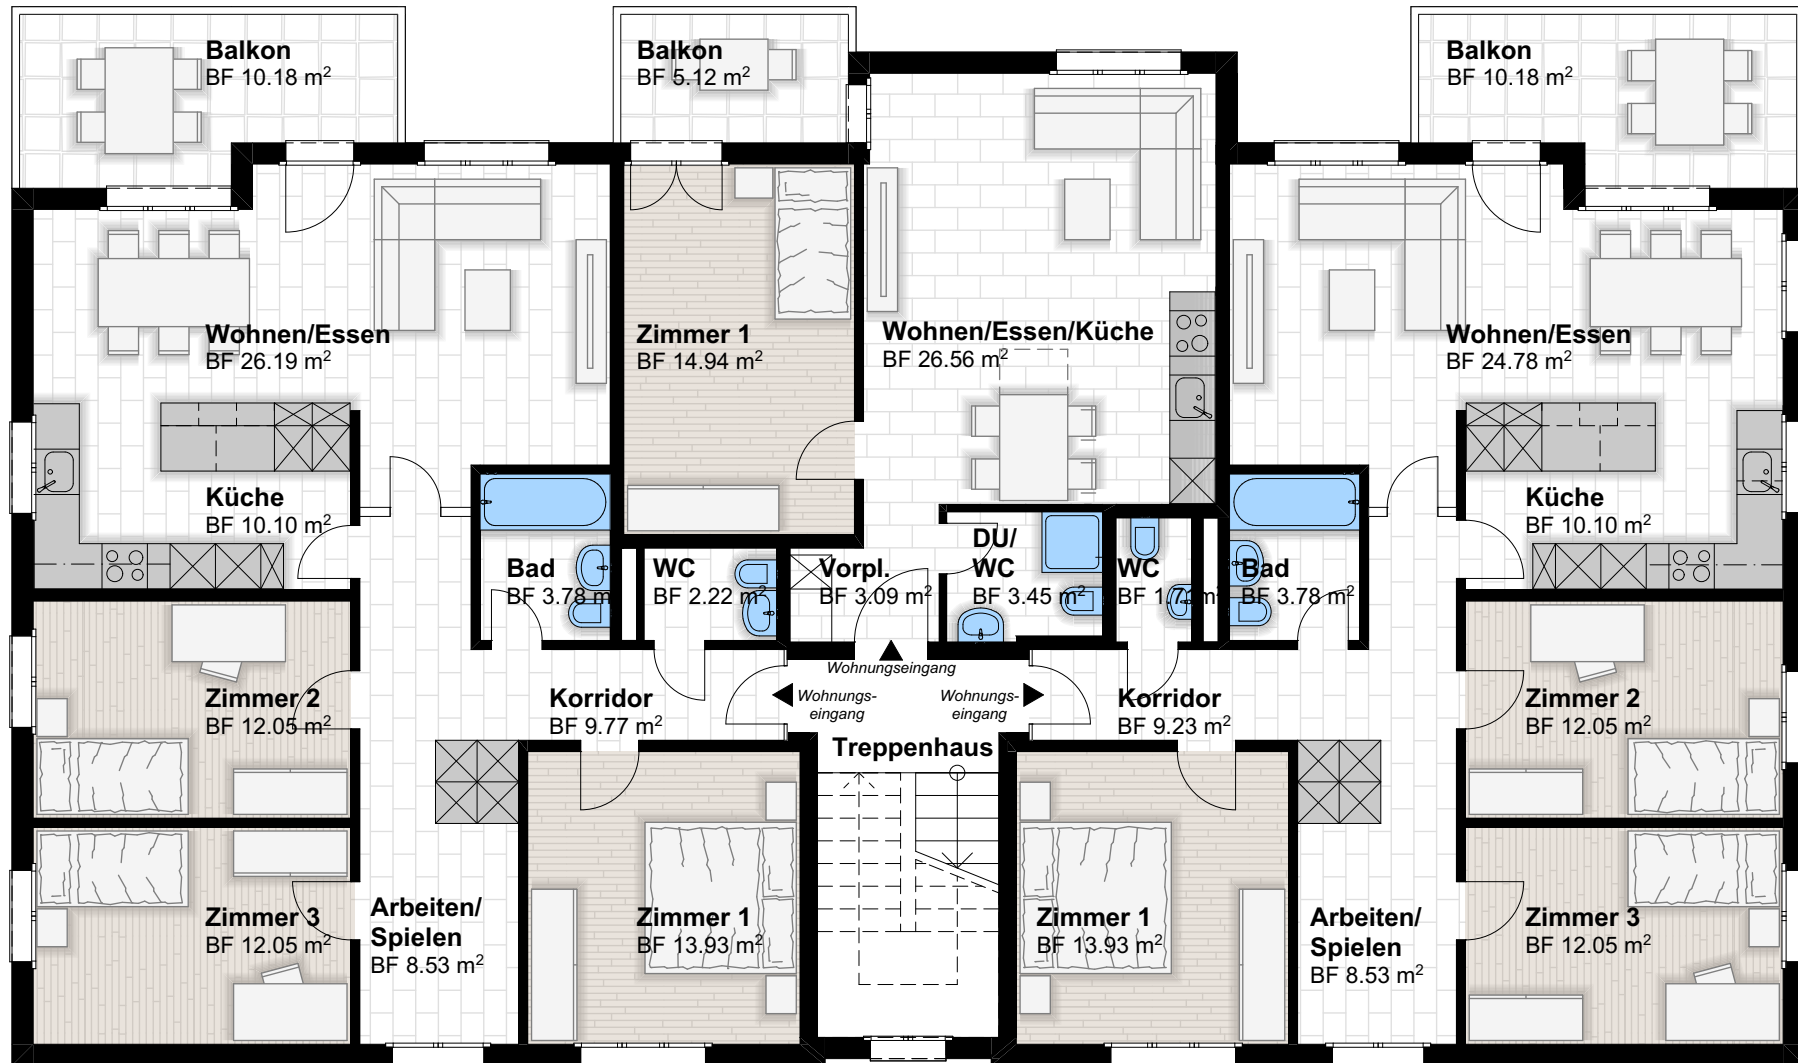 Balkon
BF 10.18 m²
Balkon
BF 5.12 m²
Balkon
BF 10.18 m²
Wohnen/Essen
BF 26.19 m²
Zimmer 1
BF 14.94 m²
Wohnen/Essen/Küche
BF 26.56 m²
Wohnen/Essen
BF 24.78 m²
Küche
BF 10.10 m²
Küche
BF 10.10 m²
Bad
BF 3.78 m
WC
BF 2.22 m²
Vorpl.
BF 3.09 m²
DU/
WC
BF 3.45 m²
WC
BF 1.73 m²
Bad
BF 3.78 m²
Wohnungseingang
Wohnungs-
eingang
Wohnungs-
eingang
Zimmer 2
BF 12.05 m²
Korridor
BF 9.77 m²
Korridor
BF 9.23 m²
Zimmer 2
BF 12.05 m²
Treppenhaus
Zimmer 3
BF 12.05 m²
Arbeiten/
Spielen
BF 8.53 m²
Zimmer 1
BF 13.93 m²
Zimmer 1
BF 13.93 m²
Arbeiten/
Spielen
BF 8.53 m²
Zimmer 3
BF 12.05 m²